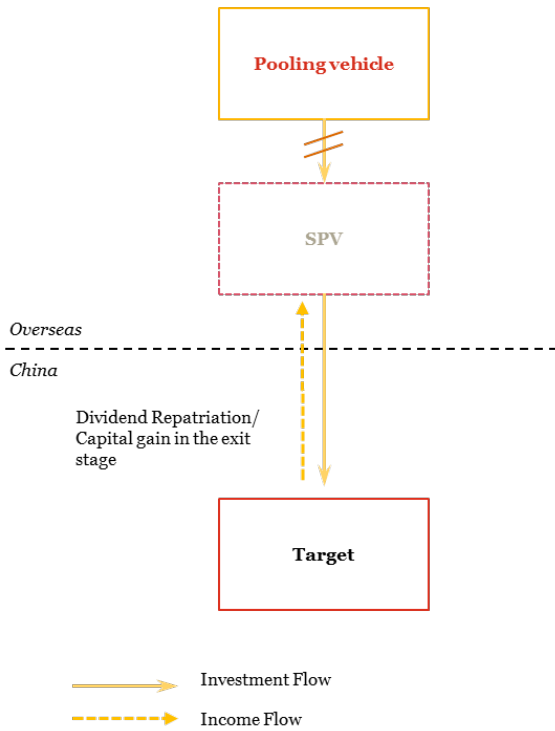 Pooling vehicle
SPV
Overseas
China
Dividend Repatriation/
Capital gain in the exit
stage
Target
Investment Flow
Income Flow